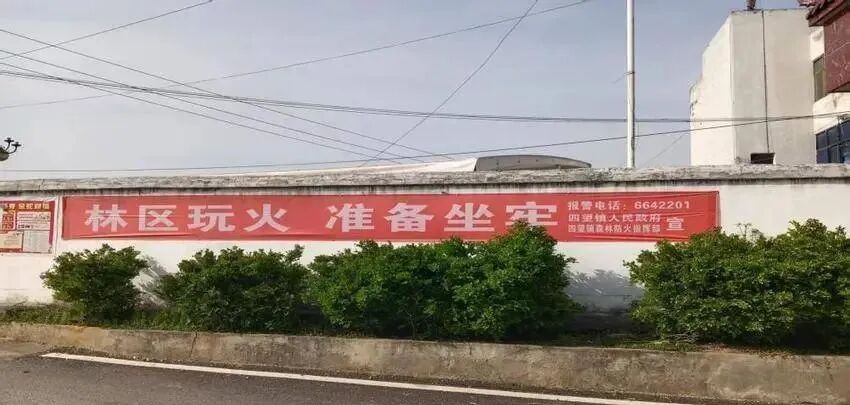 林区玩火 准备坐牢
报警电话：6642201
四望镇人民政府
四望镇森林防火指挥部
宣